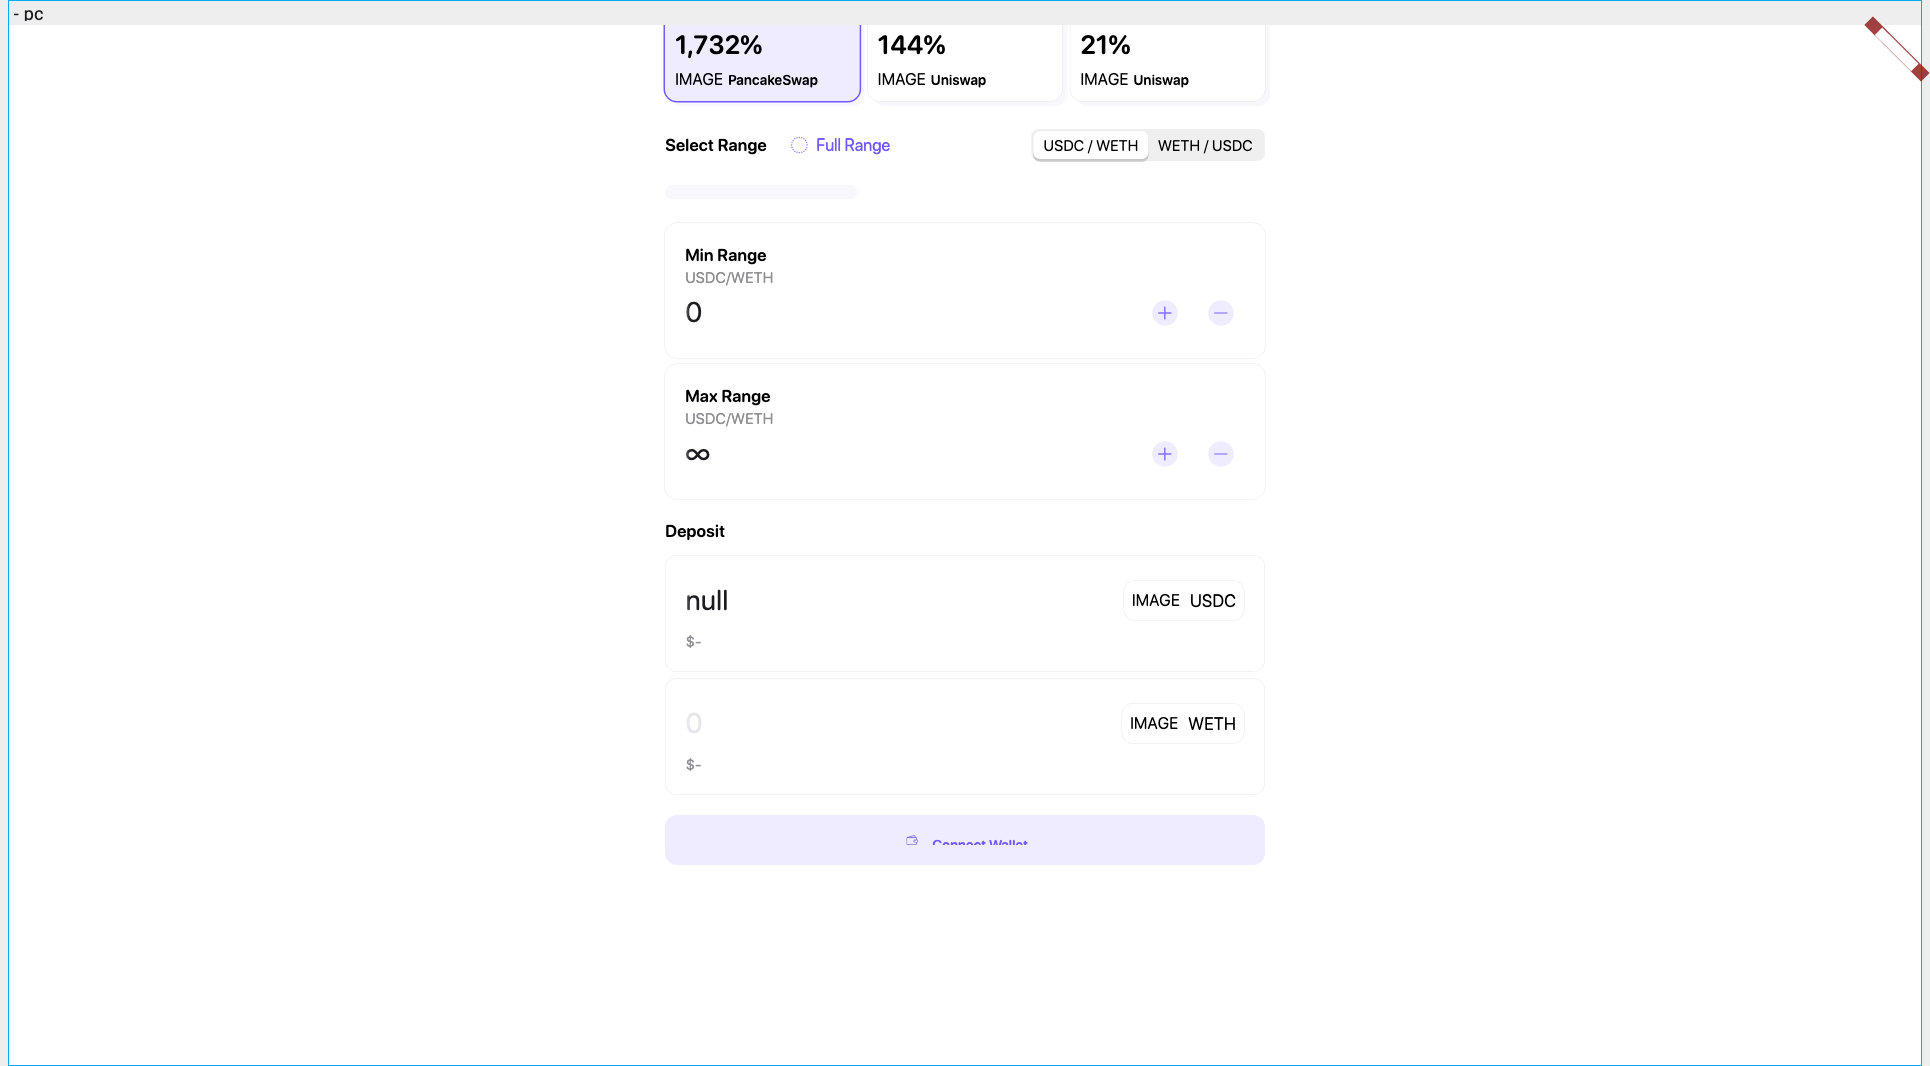 - pc
1,732% 144% 21%
IMAGE PancakeSwap IMAGE Uniswap IMAGE Uniswap
Select Range Full Range USDC / WETH WETH / USDC
Min Range
USDC/WETH
0
Max Range
USDC/WETH
∞
Deposit
null IMAGE USDC
$-
0 IMAGE WETH
$-
Connect Wallet